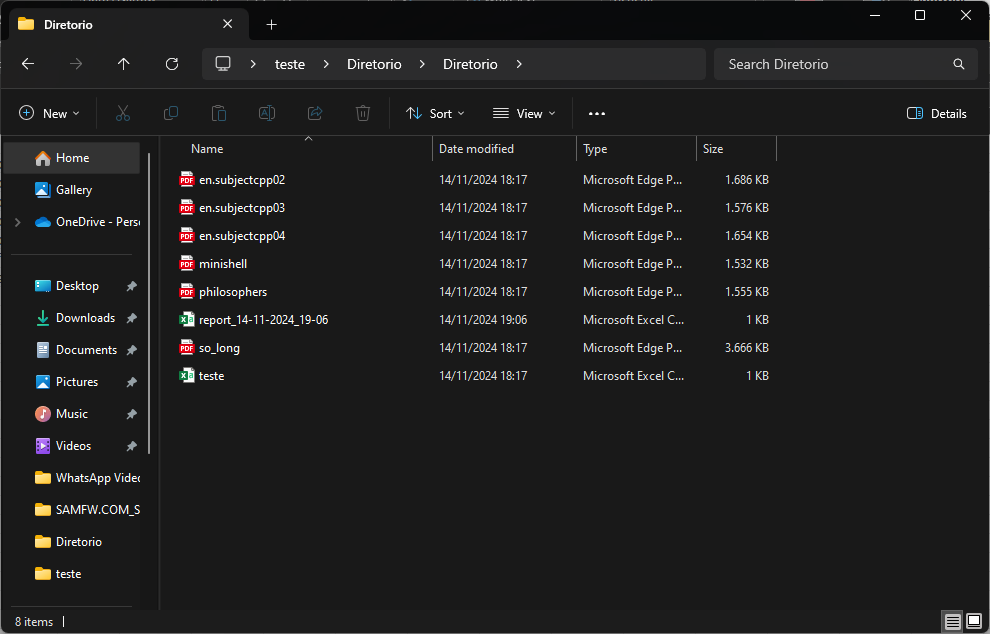 Diretorio
teste > Diretorio > Diretorio >
Search Diretorio
New
Sort
View
Details
Name Date modified Type Size
en.subjectcpp02 14/11/2024 18:17 Microsoft Edge P... 1.686 KB
en.subjectcpp03 14/11/2024 18:17 Microsoft Edge P... 1.576 KB
en.subjectcpp04 14/11/2024 18:17 Microsoft Edge P... 1.654 KB
minishell 14/11/2024 18:17 Microsoft Edge P... 1.532 KB
philosophers 14/11/2024 18:17 Microsoft Edge P... 1.555 KB
report_14-11-2024_19-06 14/11/2024 19:06 Microsoft Excel C... 1 KB
so_long 14/11/2024 18:17 Microsoft Edge P... 3.666 KB
teste 14/11/2024 18:17 Microsoft Excel C... 1 KB
Home
Gallery
OneDrive - Pers
Desktop
Downloads
Documents
Pictures
Music
Videos
WhatsApp Vide
SAMFW.COM_S
Diretorio
teste
8 items